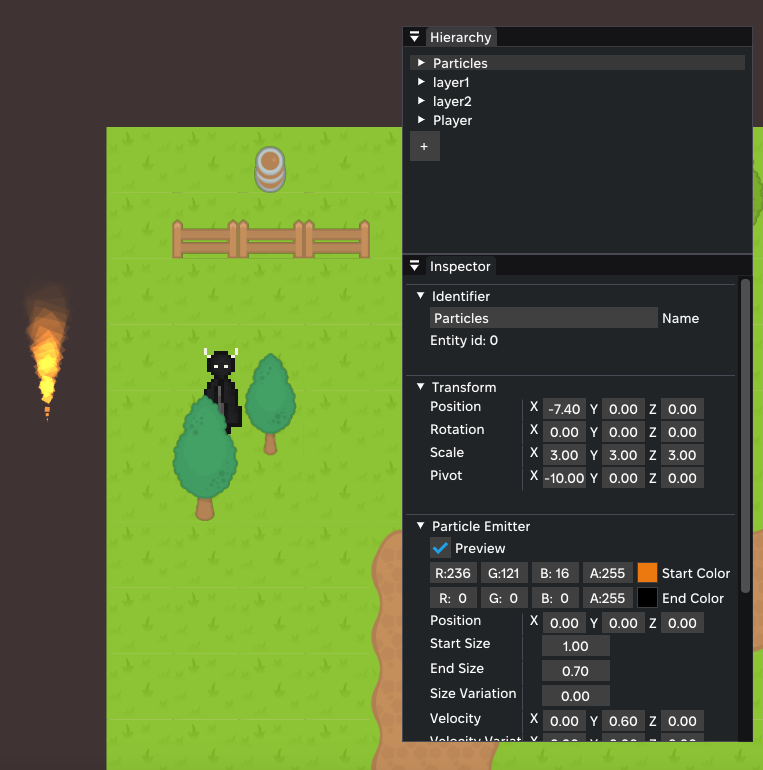 Hierarchy
Particles
layer1
layer2
Player
+
Inspector
Identifier
Particles Name
Entity id: 0
Transform
Position X -7.40 Y 0.00 Z 0.00
Rotation X 0.00 Y 0.00 Z 0.00
Scale X 3.00 Y 3.00 Z 3.00
Pivot X -10.00 Y 0.00 Z 0.00
Particle Emitter
Preview
R:236 G:121 B: 16 A:255 Start Color
R: 0 G: 0 B: 0 A:255 End Color
Position X 0.00 Y 0.00 Z 0.00
Start Size 1.00
End Size 0.70
Size Variation 0.00
Velocity X 0.00 Y 0.60 Z 0.00
Velocity Variat